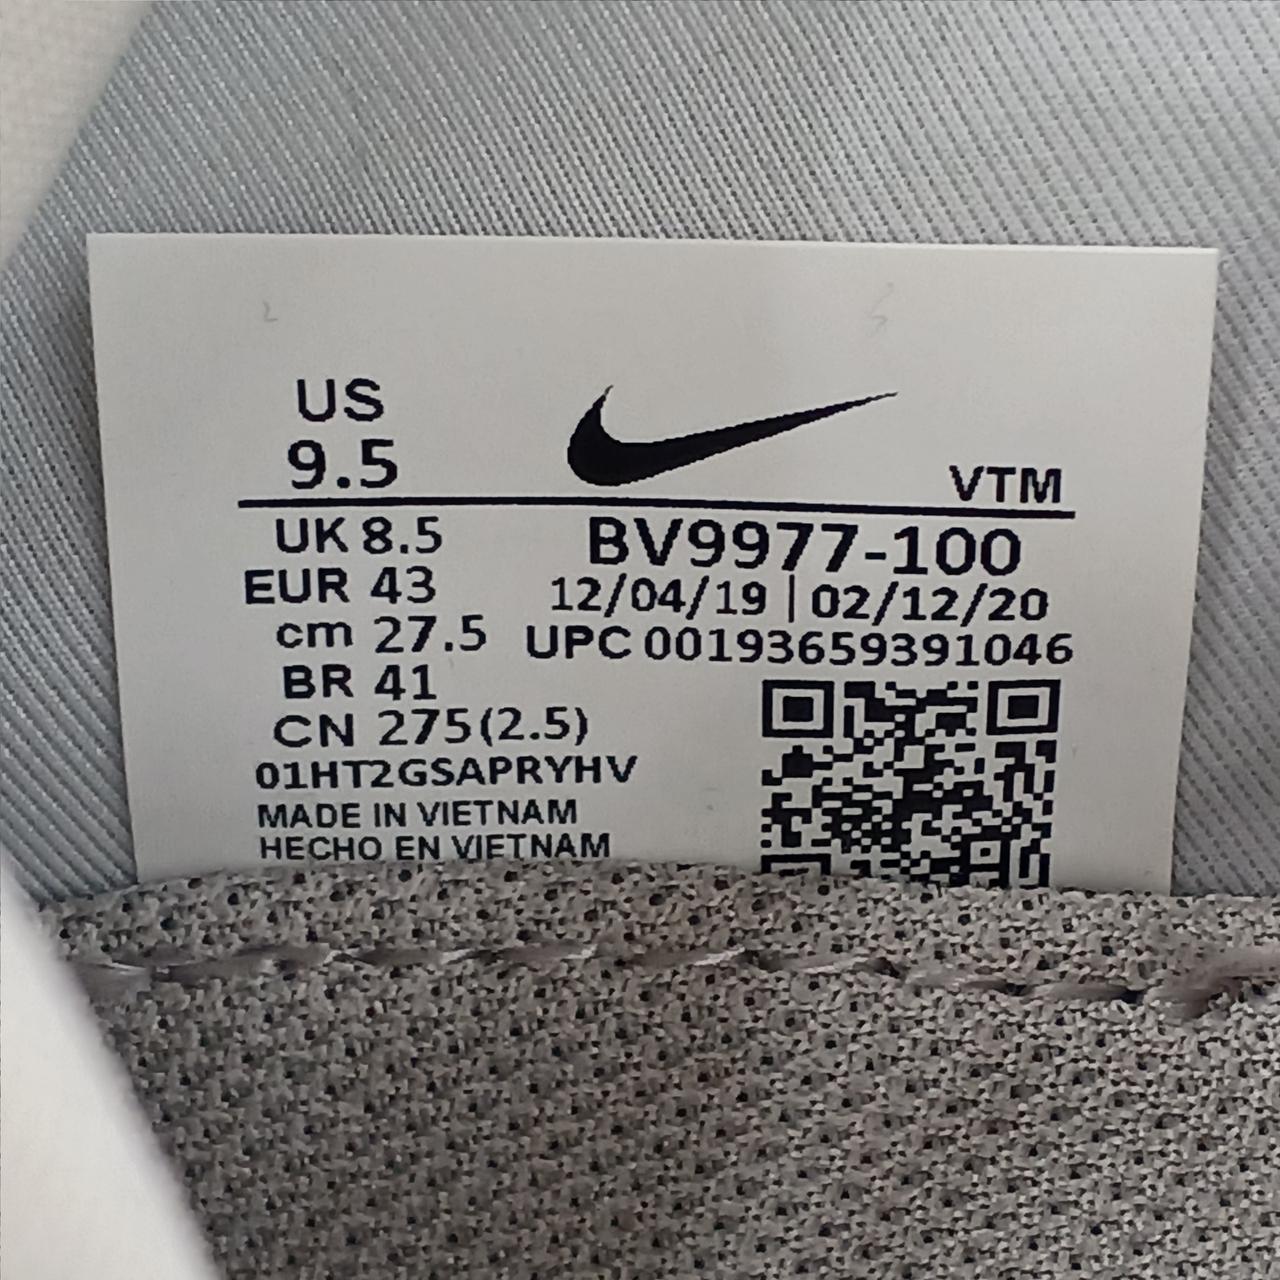 US
9.5
VTM
UK 8.5
BV9977-100
EUR 43
12/04/19 | 02/12/20
cm 27.5
UPC 00193659391046
BR 41
CN 275(2.5)
01HT2GSAPRYHV
MADE IN VIETNAM
HECHO EN VIETNAM